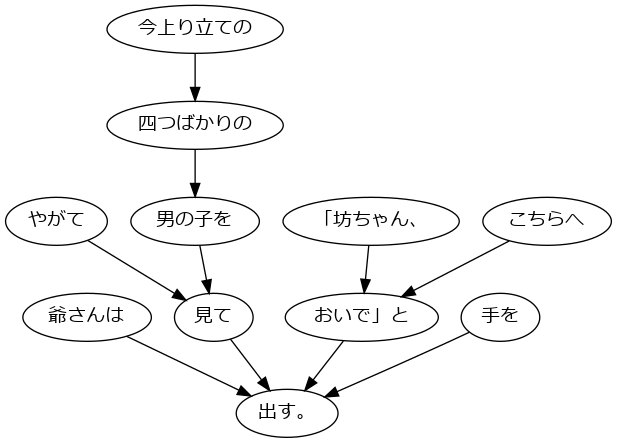 今上り立ての
四つばかりの
やがて
男の子を
「坊ちゃん、
こちらへ
爺さんは
見て
おいで」と
手を
出す。